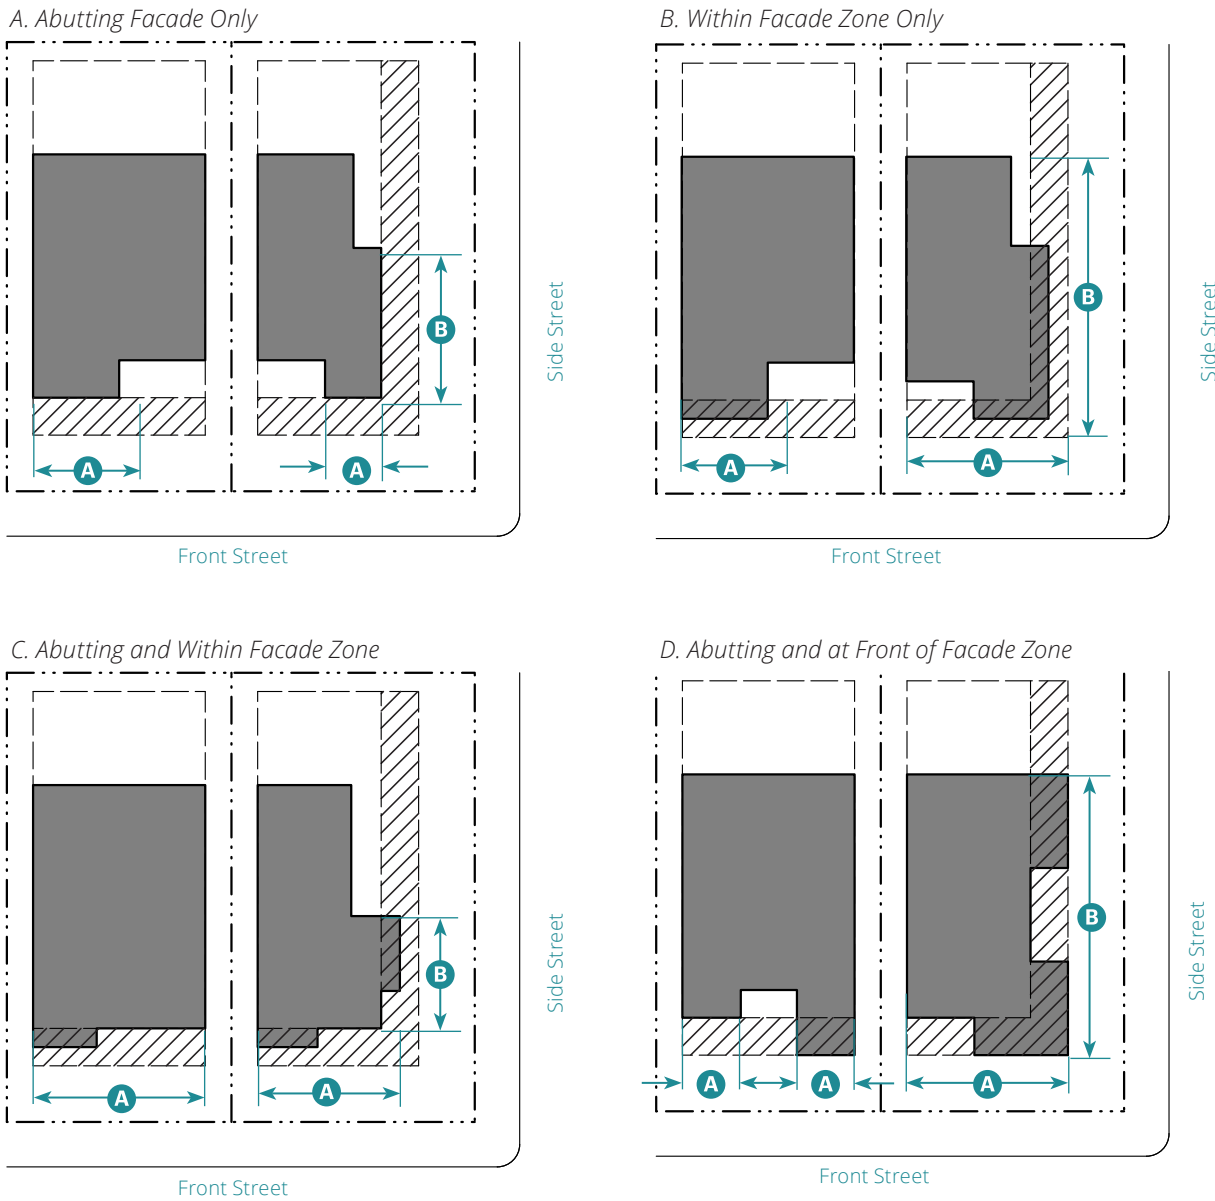 A. Abutting Facade Only
B
Side Street
A
A
Front Street
B. Within Facade Zone Only
B
Side Street
A
A
Front Street
C. Abutting and Within Facade Zone
B
Side Street
A
A
Front Street
D. Abutting and at Front of Facade Zone
B
Side Street
A
A
A
Front Street